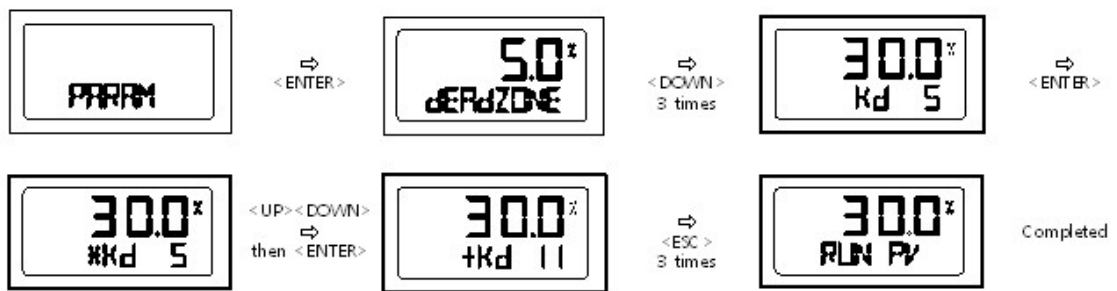 PARAM
<ENTER>
5.0%
dEAdZONE
<DOWN>
3 times
30.0%
Kd 5
<ENTER>
30.0%
*Kd 5
<UP><DOWN>
then <ENTER>
30.0%
+Kd 11
<ESC>
3 times
30.0%
RUN PV
Completed